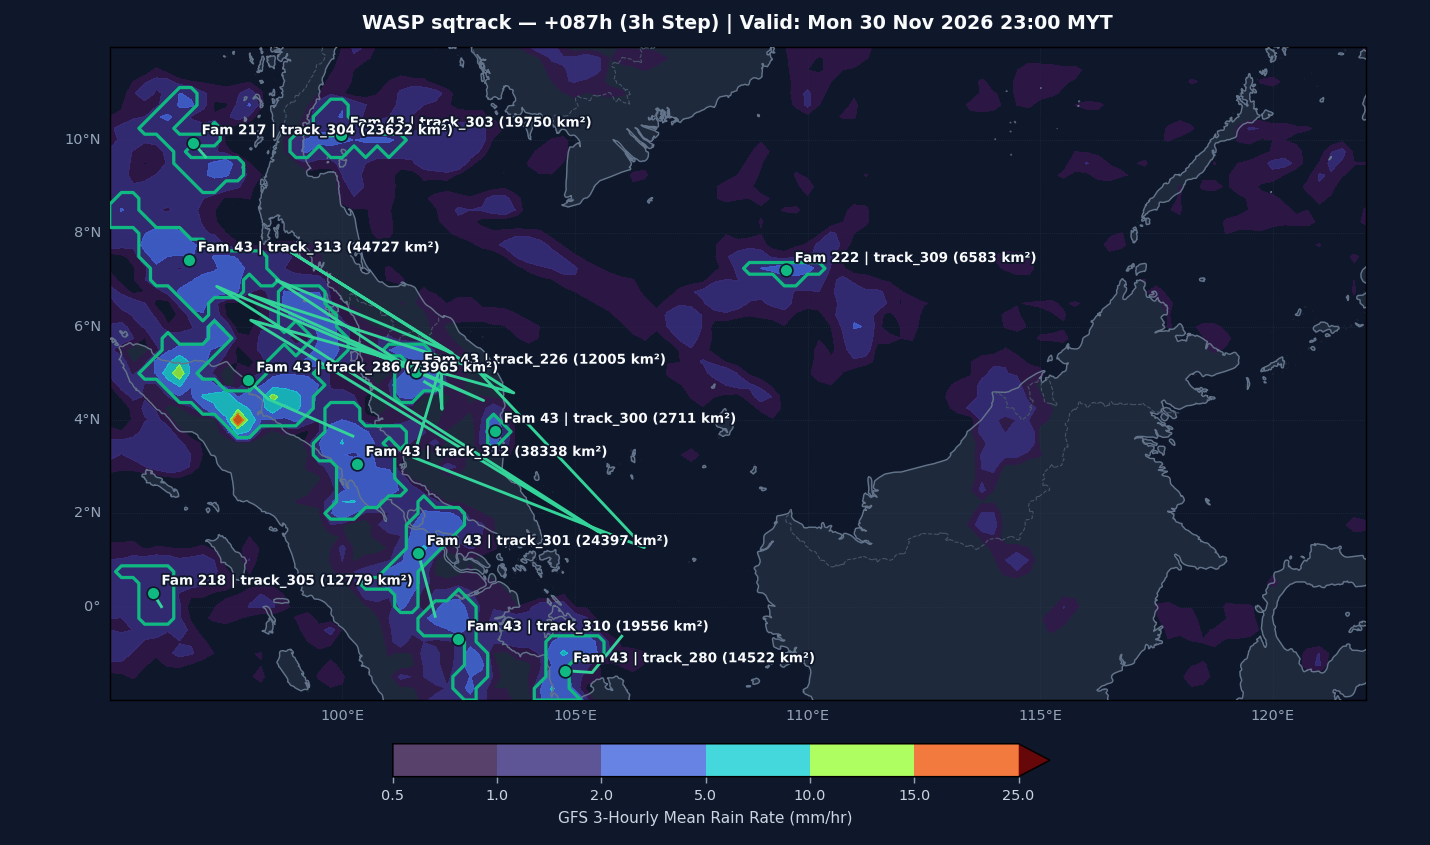 WASP sqtrack — +087h (3h Step) | Valid: Mon 30 Nov 2026 23:00 MYT
Fam 43 | track_303 (19750 km²)
Fam 217 | track_304 (23622 km²)
Fam 43 | track_313 (44727 km²)
Fam 222 | track_309 (6583 km²)
Fam 43 | track_226 (12005 km²)
Fam 43 | track_286 (73965 km²)
Fam 43 | track_300 (2711 km²)
Fam 43 | track_312 (38338 km²)
Fam 43 | track_301 (24397 km²)
Fam 218 | track_305 (12779 km²)
Fam 43 | track_310 (19556 km²)
Fam 43 | track_280 (14522 km²)
10°N
8°N
6°N
4°N
2°N
0°
100°E 105°E 110°E 115°E 120°E
0.5 1.0 2.0 5.0 10.0 15.0 25.0
GFS 3-Hourly Mean Rain Rate (mm/hr)